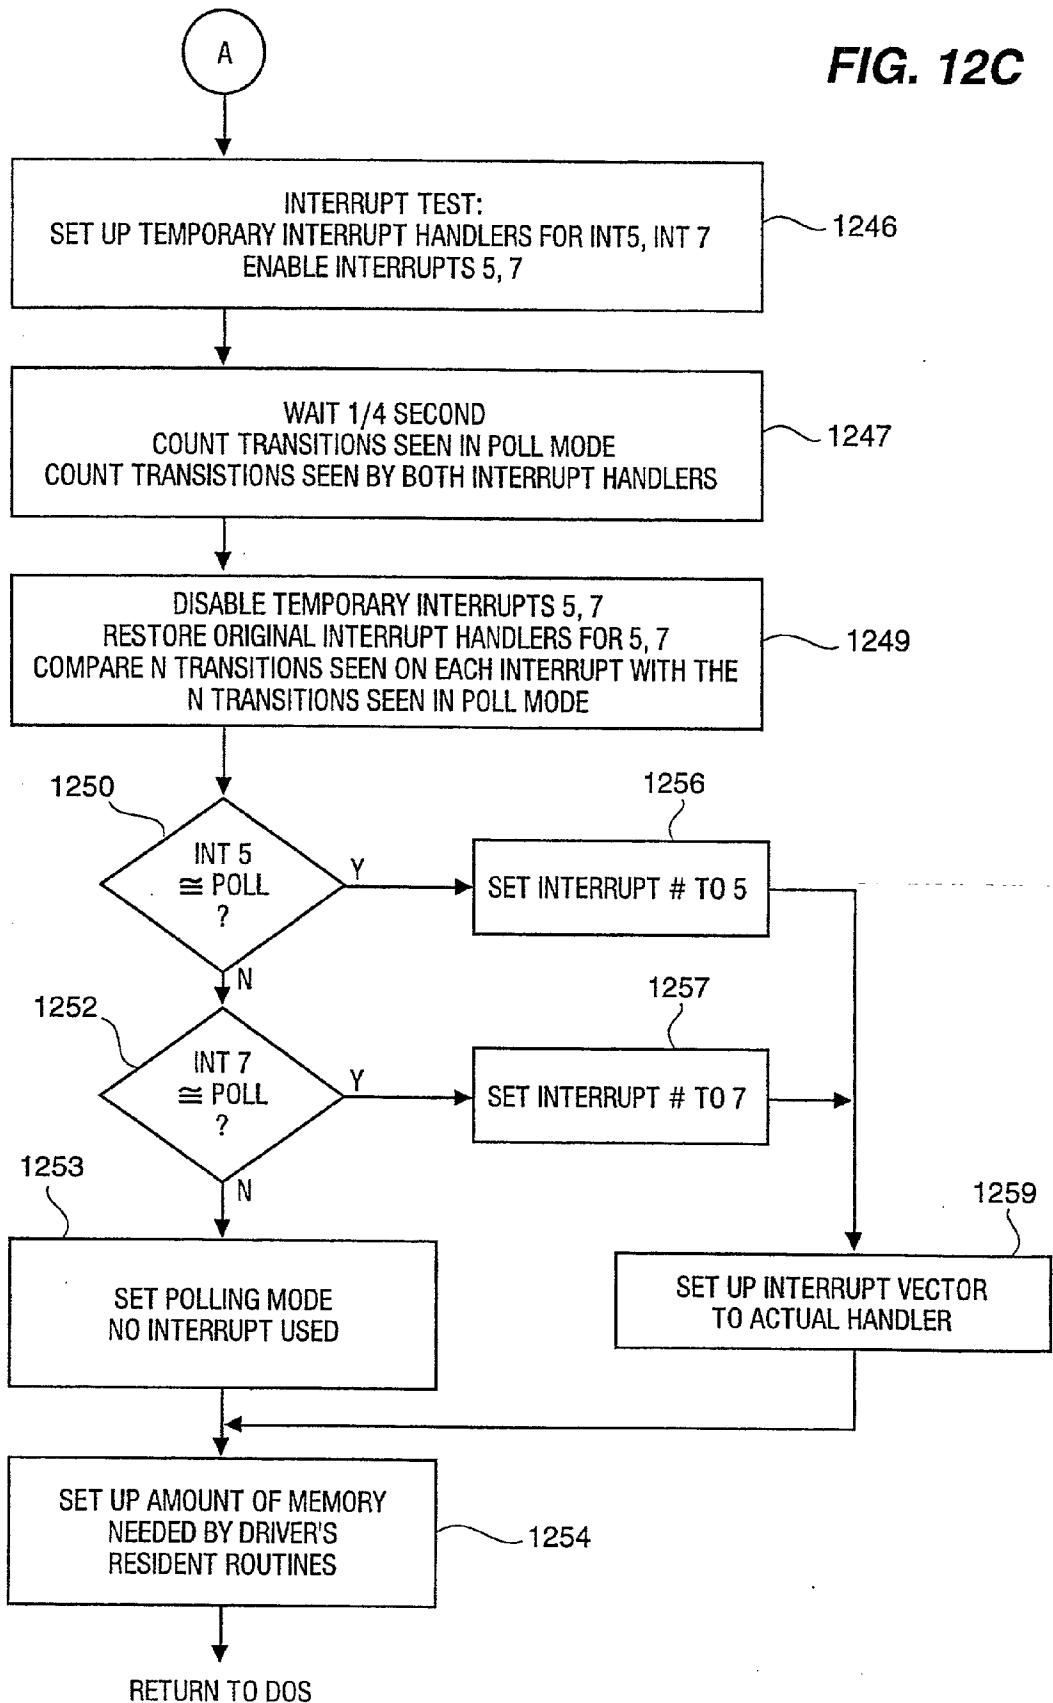 A
FIG. 12C
INTERRUPT TEST:
SET UP TEMPORARY INTERRUPT HANDLERS FOR INT5, INT 7
ENABLE INTERRUPTS 5, 7
1246
WAIT 1/4 SECOND
COUNT TRANSITIONS SEEN IN POLL MODE
COUNT TRANSISTIONS SEEN BY BOTH INTERRUPT HANDLERS
1247
DISABLE TEMPORARY INTERRUPTS 5, 7
RESTORE ORIGINAL INTERRUPT HANDLERS FOR 5, 7
COMPARE N TRANSITIONS SEEN ON EACH INTERRUPT WITH THE
N TRANSITIONS SEEN IN POLL MODE
1249
1250
INT 5
≅ POLL
?
Y
N
1256
SET INTERRUPT # TO 5
1252
INT 7
≅ POLL
?
Y
N
1257
SET INTERRUPT # TO 7
1253
SET POLLING MODE
NO INTERRUPT USED
1259
SET UP INTERRUPT VECTOR
TO ACTUAL HANDLER
SET UP AMOUNT OF MEMORY
NEEDED BY DRIVER'S
RESIDENT ROUTINES
1254
RETURN TO DOS